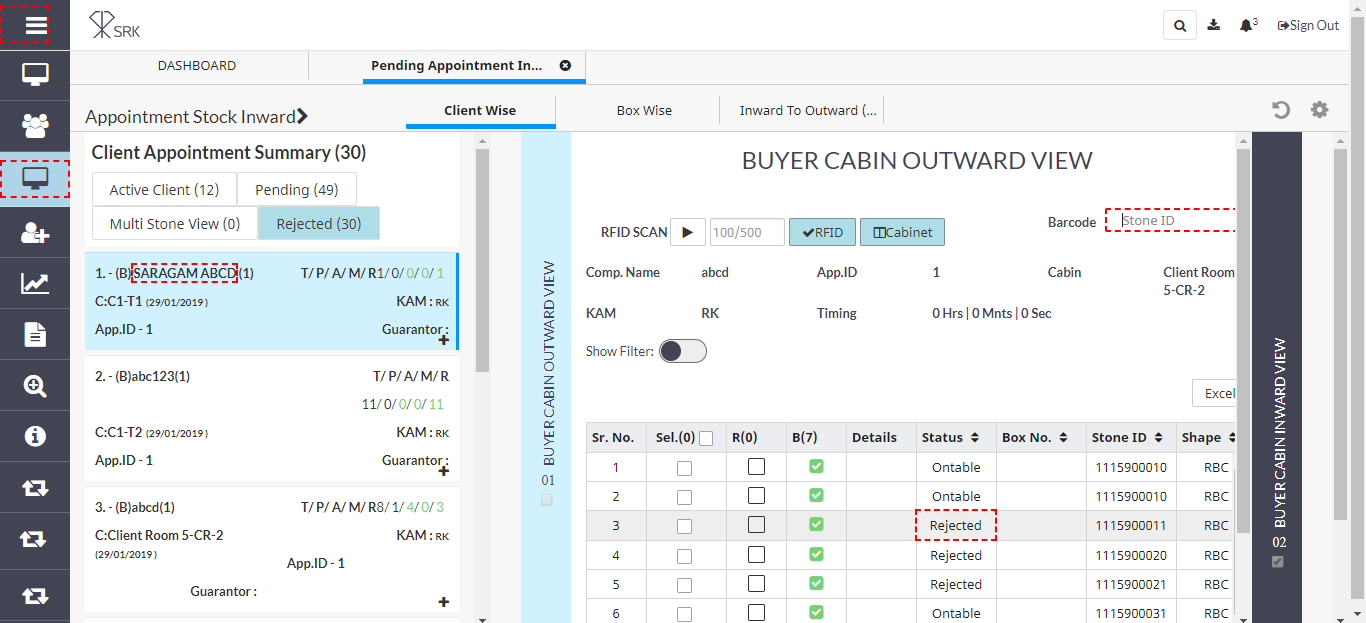 SRK
3
Sign Out
DASHBOARD
Pending Appointment In...
Appointment Stock Inward
Client Wise
Box Wise
Inward To Outward (...
Client Appointment Summary (30)
Active Client (12)
Pending (49)
Multi Stone View (0)
Rejected (30)
1. - (B)SARAGAM ABCD(1) T/ P/ A/ M/ R1/ 0/ 0/ 0/ 1
C:C1-T1 (29/01/2019 ) KAM : RK
App.ID - 1 Guarantor :
2. - (B)abc123(1) T/ P/ A/ M/ R
11/ 0/ 0/ 0/ 11
C:C1-T2 (29/01/2019 ) KAM : RK
App.ID - 1 Guarantor :
3. - (B)abcd(1) T/ P/ A/ M/ R8/ 1/ 4/ 0/ 3
C:Client Room 5-CR-2 KAM : RK
(29/01/2019 )
App.ID - 1
Guarantor :
01 BUYER CABIN OUTWARD VIEW
BUYER CABIN OUTWARD VIEW
RFID SCAN 100/500 RFID Cabinet
Barcode Stone ID
Comp. Name abcd App.ID 1 Cabin Client Room
5-CR-2
KAM RK Timing 0 Hrs | 0 Mnts | 0 Sec
Show Filter:
Excel
Sr. No. Sel.(0) R(0) B(7) Details Status Box No. Stone ID Shape
1 Ontable 1115900010 RBC
2 Ontable 1115900010 RBC
3 Rejected 1115900011 RBC
4 Rejected 1115900020 RBC
5 Rejected 1115900021 RBC
6 Ontable 1115900031 RBC
02 BUYER CABIN INWARD VIEW